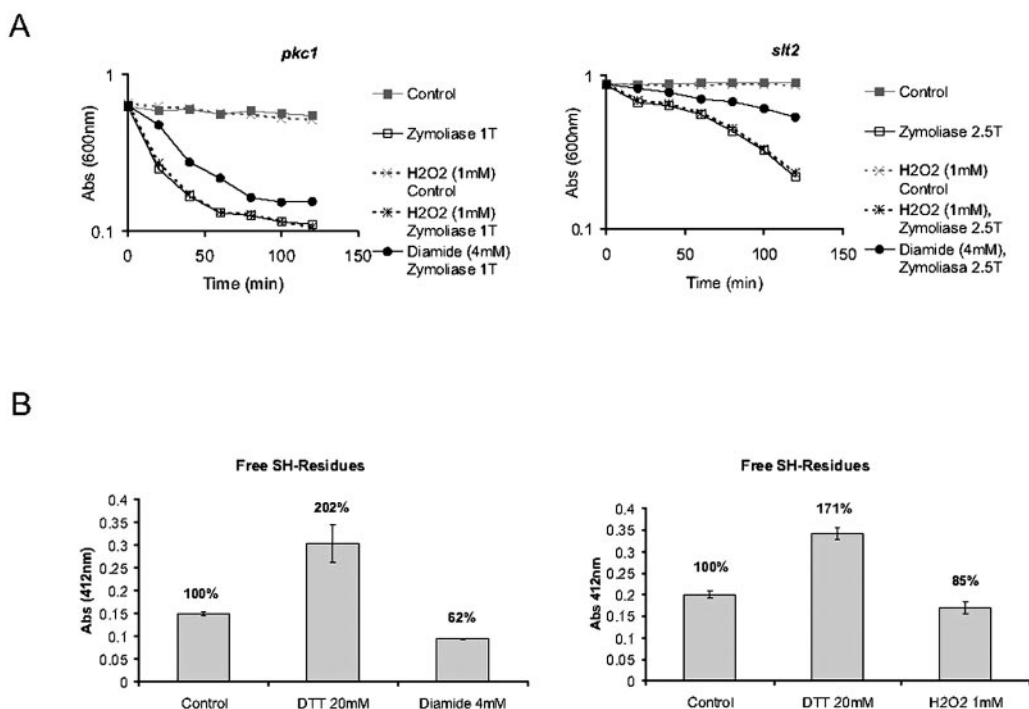 A
pkc1
1
0.1
Abs (600nm)
0 50 100 150
Time (min)
Control
Zymoliase 1T
H2O2 (1mM)
Control
H2O2 (1mM)
Zymoliase 1T
Diamide (4mM)
Zymoliase 1T
slt2
1
0.1
Abs (600nm)
0 50 100 150
Time (min)
Control
Zymoliase 2.5T
H2O2 (1mM)
Control
H2O2 (1mM),
Zymoliase 2.5T
Diamide (4mM),
Zymoliasa 2.5T
B
Free SH-Residues
Abs (412nm)
0.4
0.35
0.3
0.25
0.2
0.15
0.1
0.05
0
100%
202%
62%
Control DTT 20mM Diamide 4mM
Free SH-Residues
Abs 412nm
0.4
0.35
0.3
0.25
0.2
0.15
0.1
0.05
0
100%
171%
85%
Control DTT 20mM H2O2 1mM